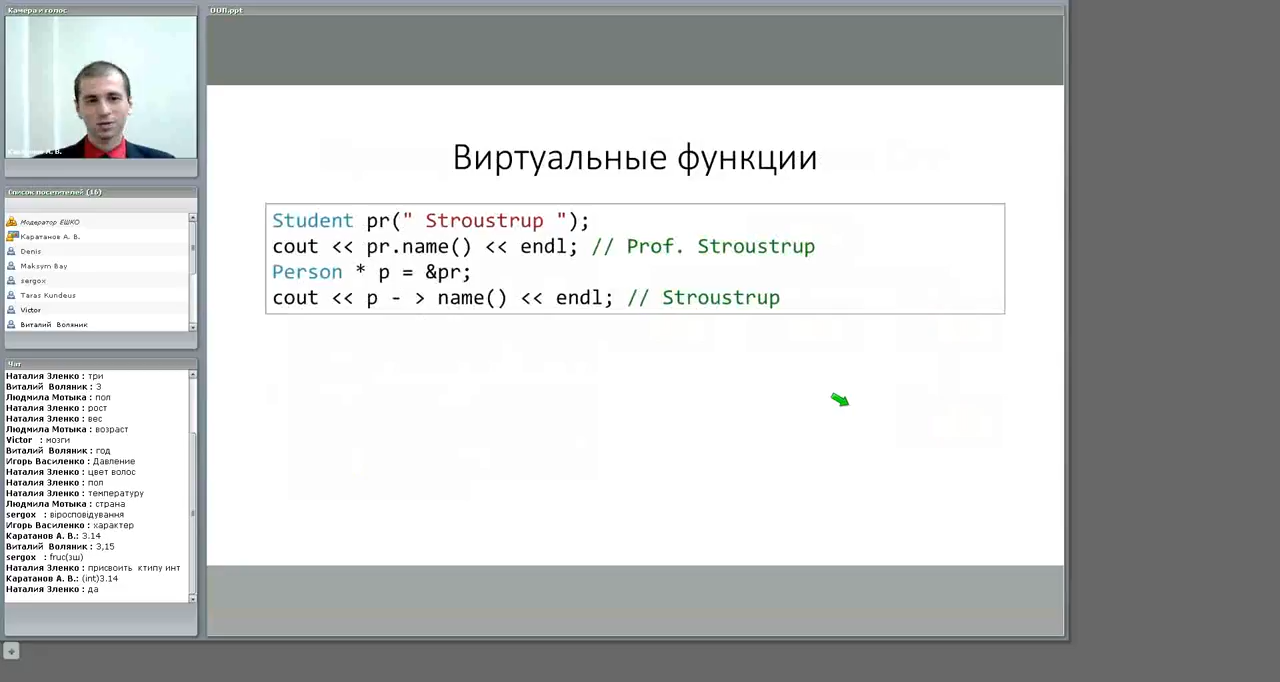 Камера и голос
Каратанов А. В.
Список посетителей (16)
Модератор ЕШКО
Каратанов А. В.
Denis
Maksym Bay
sergox
Taras Kundeus
Victor
Виталий Воляник
Чат
Наталия Зленко : три
Виталий Воляник : 3
Людмила Мотыка : пол
Наталия Зленко : рост
Наталия Зленко : вес
Людмила Мотыка : возраст
Victor : мозги
Виталий Воляник : год
Игорь Василенко : Давление
Наталия Зленко : цвет волос
Наталия Зленко : пол
Наталия Зленко : температуру
Людмила Мотыка : страна
sergox : віросповідування
Игорь Василенко : характер
Каратанов А. В.: 3.14
Виталий Воляник : 3,15
sergox : fruc(зш)
Наталия Зленко : присвоить ктипу инт
Каратанов А. В.: (int)3.14
Наталия Зленко : да
ООП.ppt
Виртуальные функции
Student pr(" Stroustrup ");
cout << pr.name() << endl; // Prof. Stroustrup
Person * p = &pr;
cout << p - > name() << endl; // Stroustrup